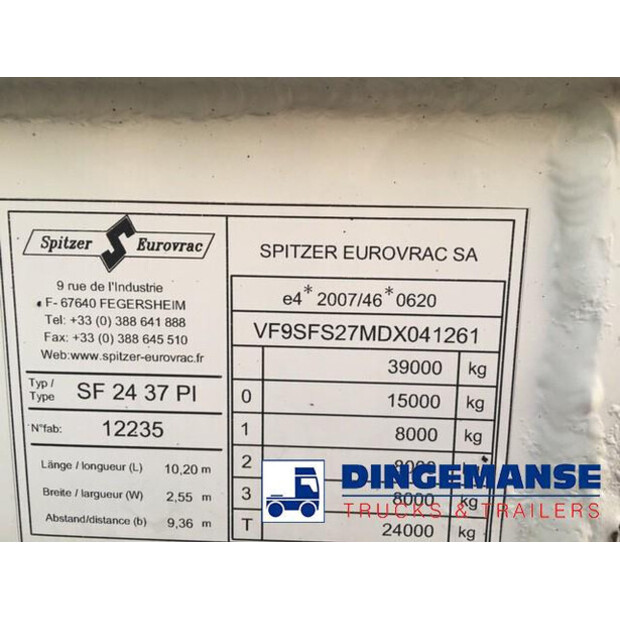 Spitzer Eurovrac
9 rue de l'Industrie
F- 67640 FEGERSHEIM
Tel: +33 (0) 388 641 888
Fax: +33 (0) 388 645 510
Web:www.spitzer-eurovrac.fr
Typ / Type SF 24 37 PI
N°fab: 12235
Länge / longueur (L) 10,20 m
Breite / largueur (W) 2,55 m
Abstand/distance (b) 9,36 m
SPITZER EUROVRAC SA
e4* 2007/46 *0620
VF9SFS27MDX041261
39000 kg
0 15000 kg
1 8000 kg
2 8000
3 8000 kg
T 24000 kg
DINGEMANSE
TRUCKS & TRAILERS